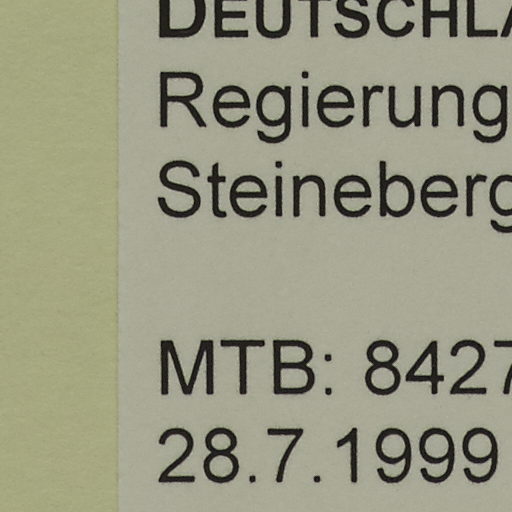 DEUTSCHLA
Regierung
Steineberg
MTB: 8427
28.7.1999